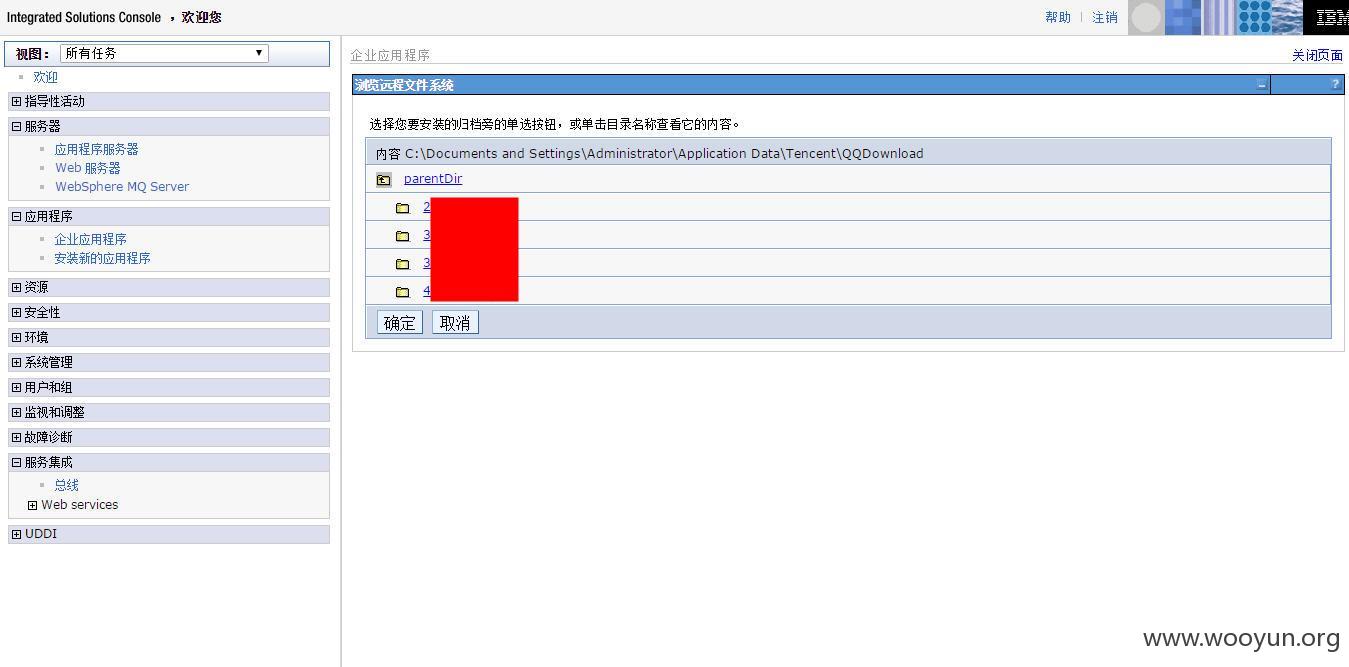 Integrated Solutions Console ，欢迎您
帮助 注销
IBM
视图： 所有任务
欢迎
指导性活动
服务器
应用程序服务器
Web 服务器
WebSphere MQ Server
应用程序
企业应用程序
安装新的应用程序
资源
安全性
环境
系统管理
用户和组
监视和调整
故障诊断
服务集成
总线
Web services
UDDI
企业应用程序
关闭页面
浏览远程文件系统
?
选择您要安装的归档旁的单选按钮，或单击目录名称查看它的内容。
内容 C:\Documents and Settings\Administrator\Application Data\Tencent\QQDownload
parentDir
2
3
3
4
确定 取消
www.wooyun.org